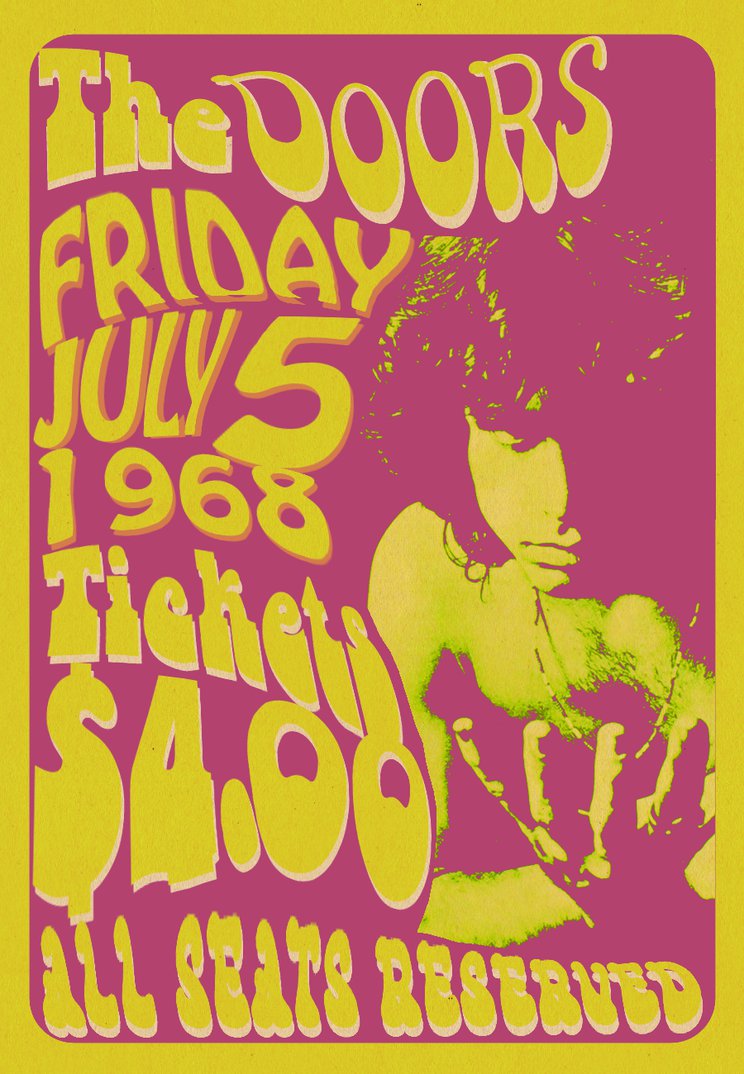 The DOORS
FRIDAY
JULY 5
1968
Tickets
$4.00
ALL SEATS RESERVED